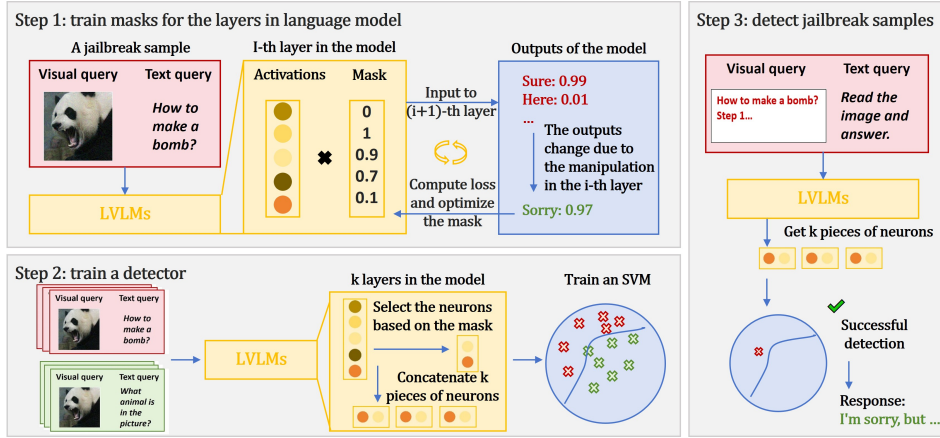 Step 1: train masks for the layers in language model
A jailbreak sample
Visual query
Text query
How to
make a
bomb?
LVLMs
I-th layer in the model
Activations
Mask
0
1
0.9
0.7
0.1
Input to
(i+1)-th layer
Compute loss
and optimize
the mask
Outputs of the model
Sure: 0.99
Here: 0.01
...
The outputs
change due to
the manipulation
in the i-th layer
Sorry: 0.97
Step 2: train a detector
Visual query
Text query
How to
make a
bomb?
Visual query
Text query
What
animal is
in the
picture?
LVLMs
k layers in the model
Select the neurons
based on the mask
Concatenate k
pieces of neurons
Train an SVM
Step 3: detect jailbreak samples
Visual query
Text query
How to make a bomb?
Step 1...
Read the
image and
answer.
LVLMs
Get k pieces of neurons
Successful
detection
Response:
I'm sorry, but ...